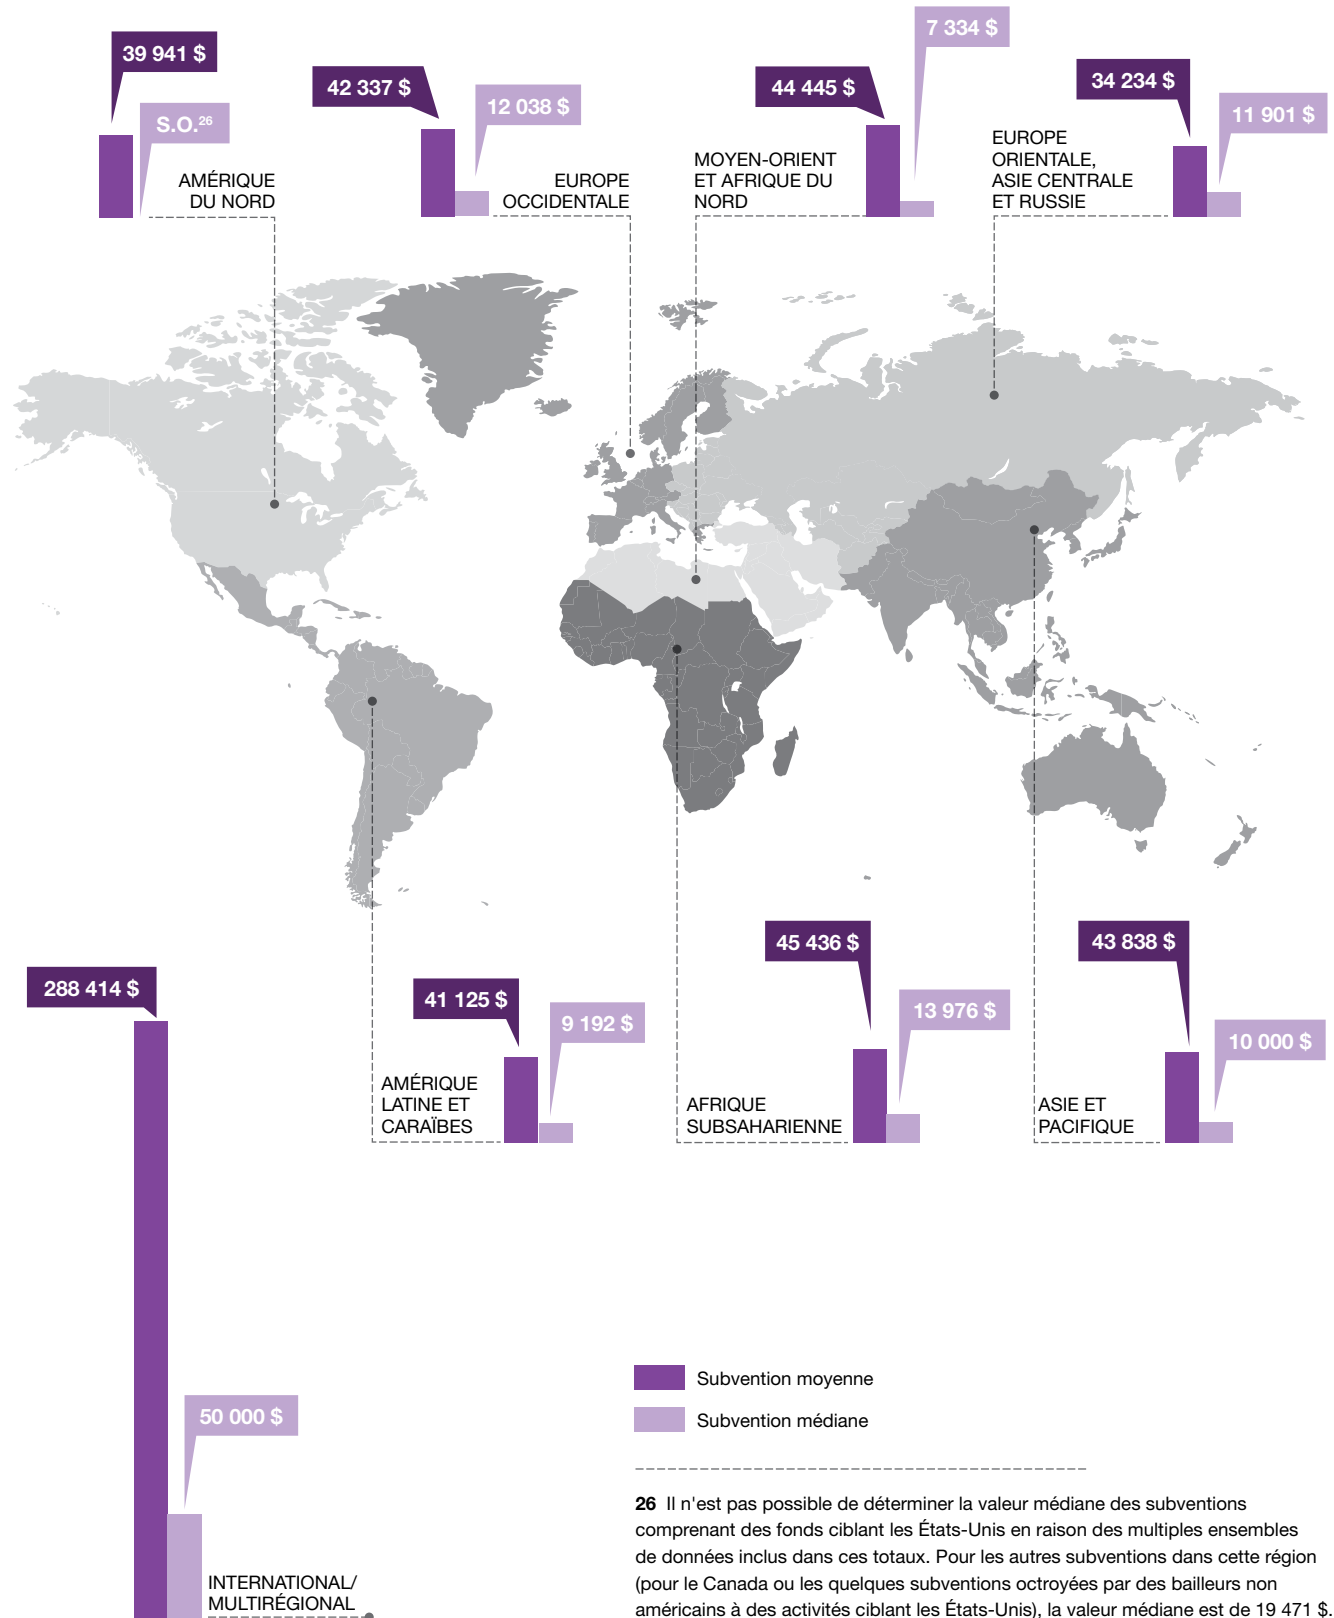 39 941 $
S.O.26
AMÉRIQUE
DU NORD
42 337 $
12 038 $
EUROPE
OCCIDENTALE
44 445 $
7 334 $
MOYEN-ORIENT
ET AFRIQUE DU
NORD
34 234 $
11 901 $
EUROPE
ORIENTALE,
ASIE CENTRALE
ET RUSSIE
41 125 $
9 192 $
AMÉRIQUE
LATINE ET
CARAÏBES
45 436 $
13 976 $
AFRIQUE
SUBSAHARIENNE
43 838 $
10 000 $
ASIE ET
PACIFIQUE
288 414 $
50 000 $
INTERNATIONAL/
MULTIRÉGIONAL
Subvention moyenne
Subvention médiane
26 Il n'est pas possible de déterminer la valeur médiane des subventions
comprenant des fonds ciblant les États-Unis en raison des multiples ensembles
de données inclus dans ces totaux. Pour les autres subventions dans cette région
(pour le Canada ou les quelques subventions octroyées par des bailleurs non
américains à des activités ciblant les États-Unis), la valeur médiane est de 19 471 $.